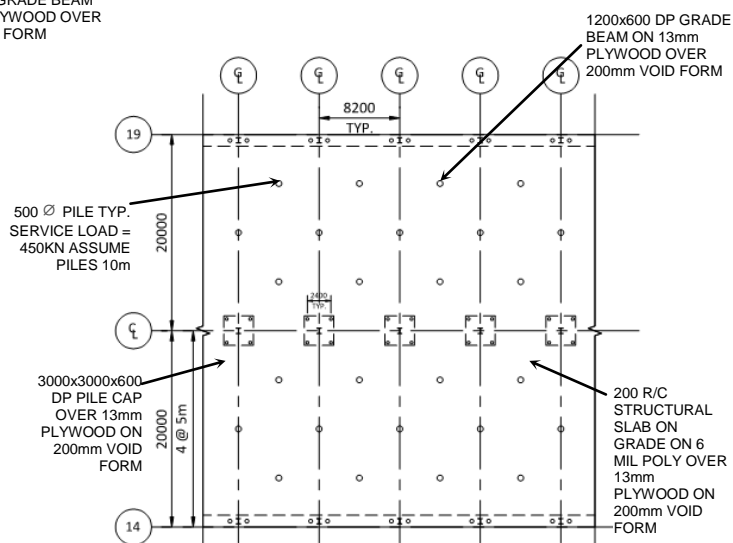 GRADE BEAM
PLYWOOD OVER
FORM
1200x600 DP GRADE
BEAM ON 13mm
PLYWOOD OVER
200mm VOID FORM
℄ ℄ ℄ ℄ ℄
8200
TYP.
19
500 Ø PILE TYP.
SERVICE LOAD =
450KN ASSUME
PILES 10m
20000
2400
TYP.
℄
3000x3000x600
DP PILE CAP
OVER 13mm
PLYWOOD ON
200mm VOID
FORM
20000
4 @ 5m
200 R/C
STRUCTURAL
SLAB ON
GRADE ON 6
MIL POLY OVER
13mm
PLYWOOD ON
200mm VOID
FORM
14